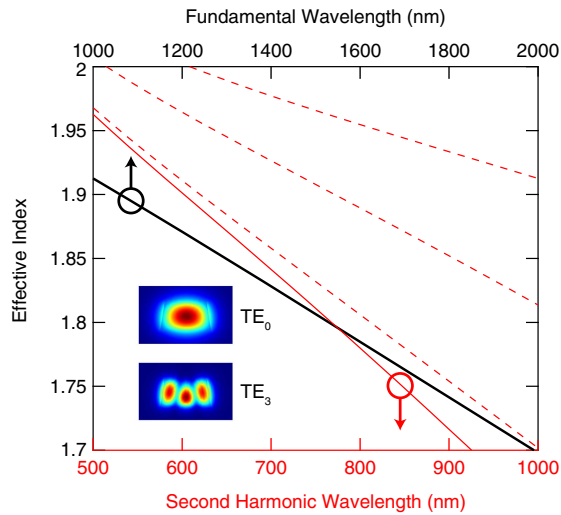 Fundamental Wavelength (nm)
1000 1200 1400 1600 1800 2000
2
1.95
1.9
1.85
1.8
1.75
1.7
Effective Index
TE0
TE3
500 600 700 800 900 1000
Second Harmonic Wavelength (nm)